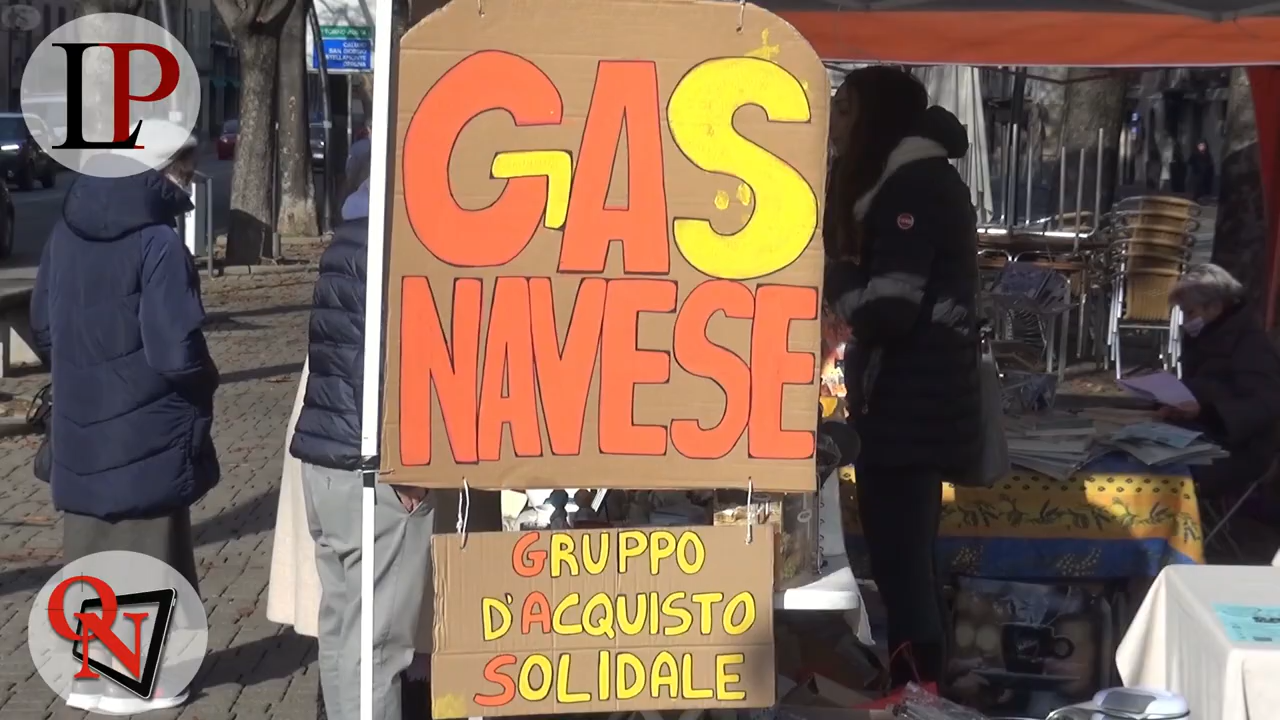 LP
GAS
NAVESE
GRUPPO
D'ACQUISTO
SOLIDALE
QN